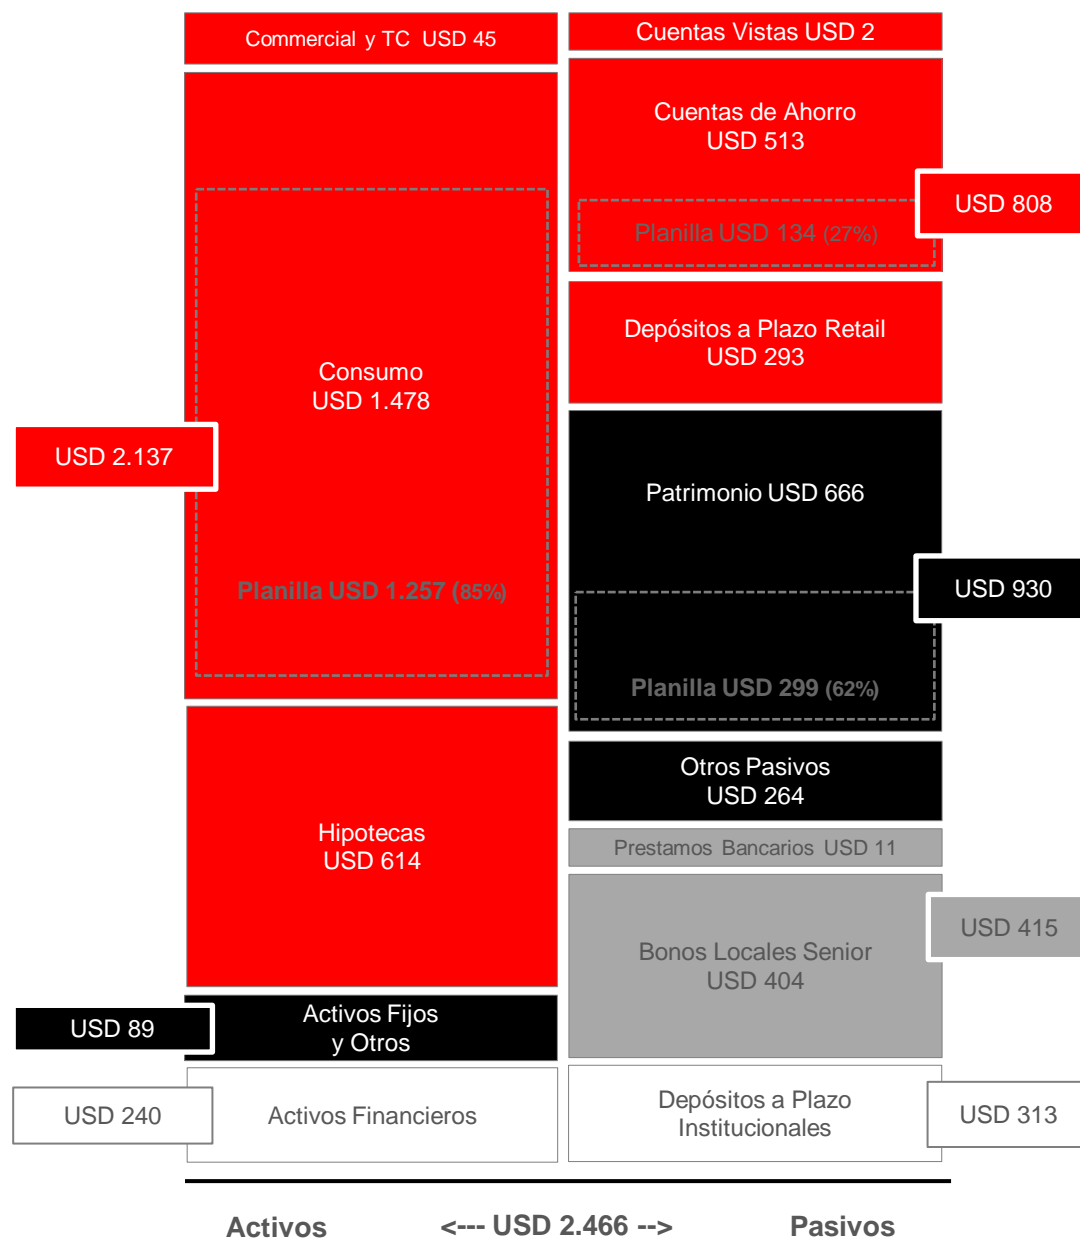 Commercial y TC USD 45
Consumo
USD 1.478
Planilla USD 1.257 (85%)
USD 2.137
Hipotecas
USD 614
USD 89
Activos Fijos
y Otros
USD 240
Activos Financieros
Cuentas Vistas USD 2
Cuentas de Ahorro
USD 513
USD 808
Planilla USD 134 (27%)
Depósitos a Plazo Retail
USD 293
Patrimonio USD 666
USD 930
Planilla USD 299 (62%)
Otros Pasivos
USD 264
Prestamos Bancarios USD 11
USD 415
Bonos Locales Senior
USD 404
Depósitos a Plazo
Institucionales
USD 313
Activos <--- USD 2.466 --> Pasivos